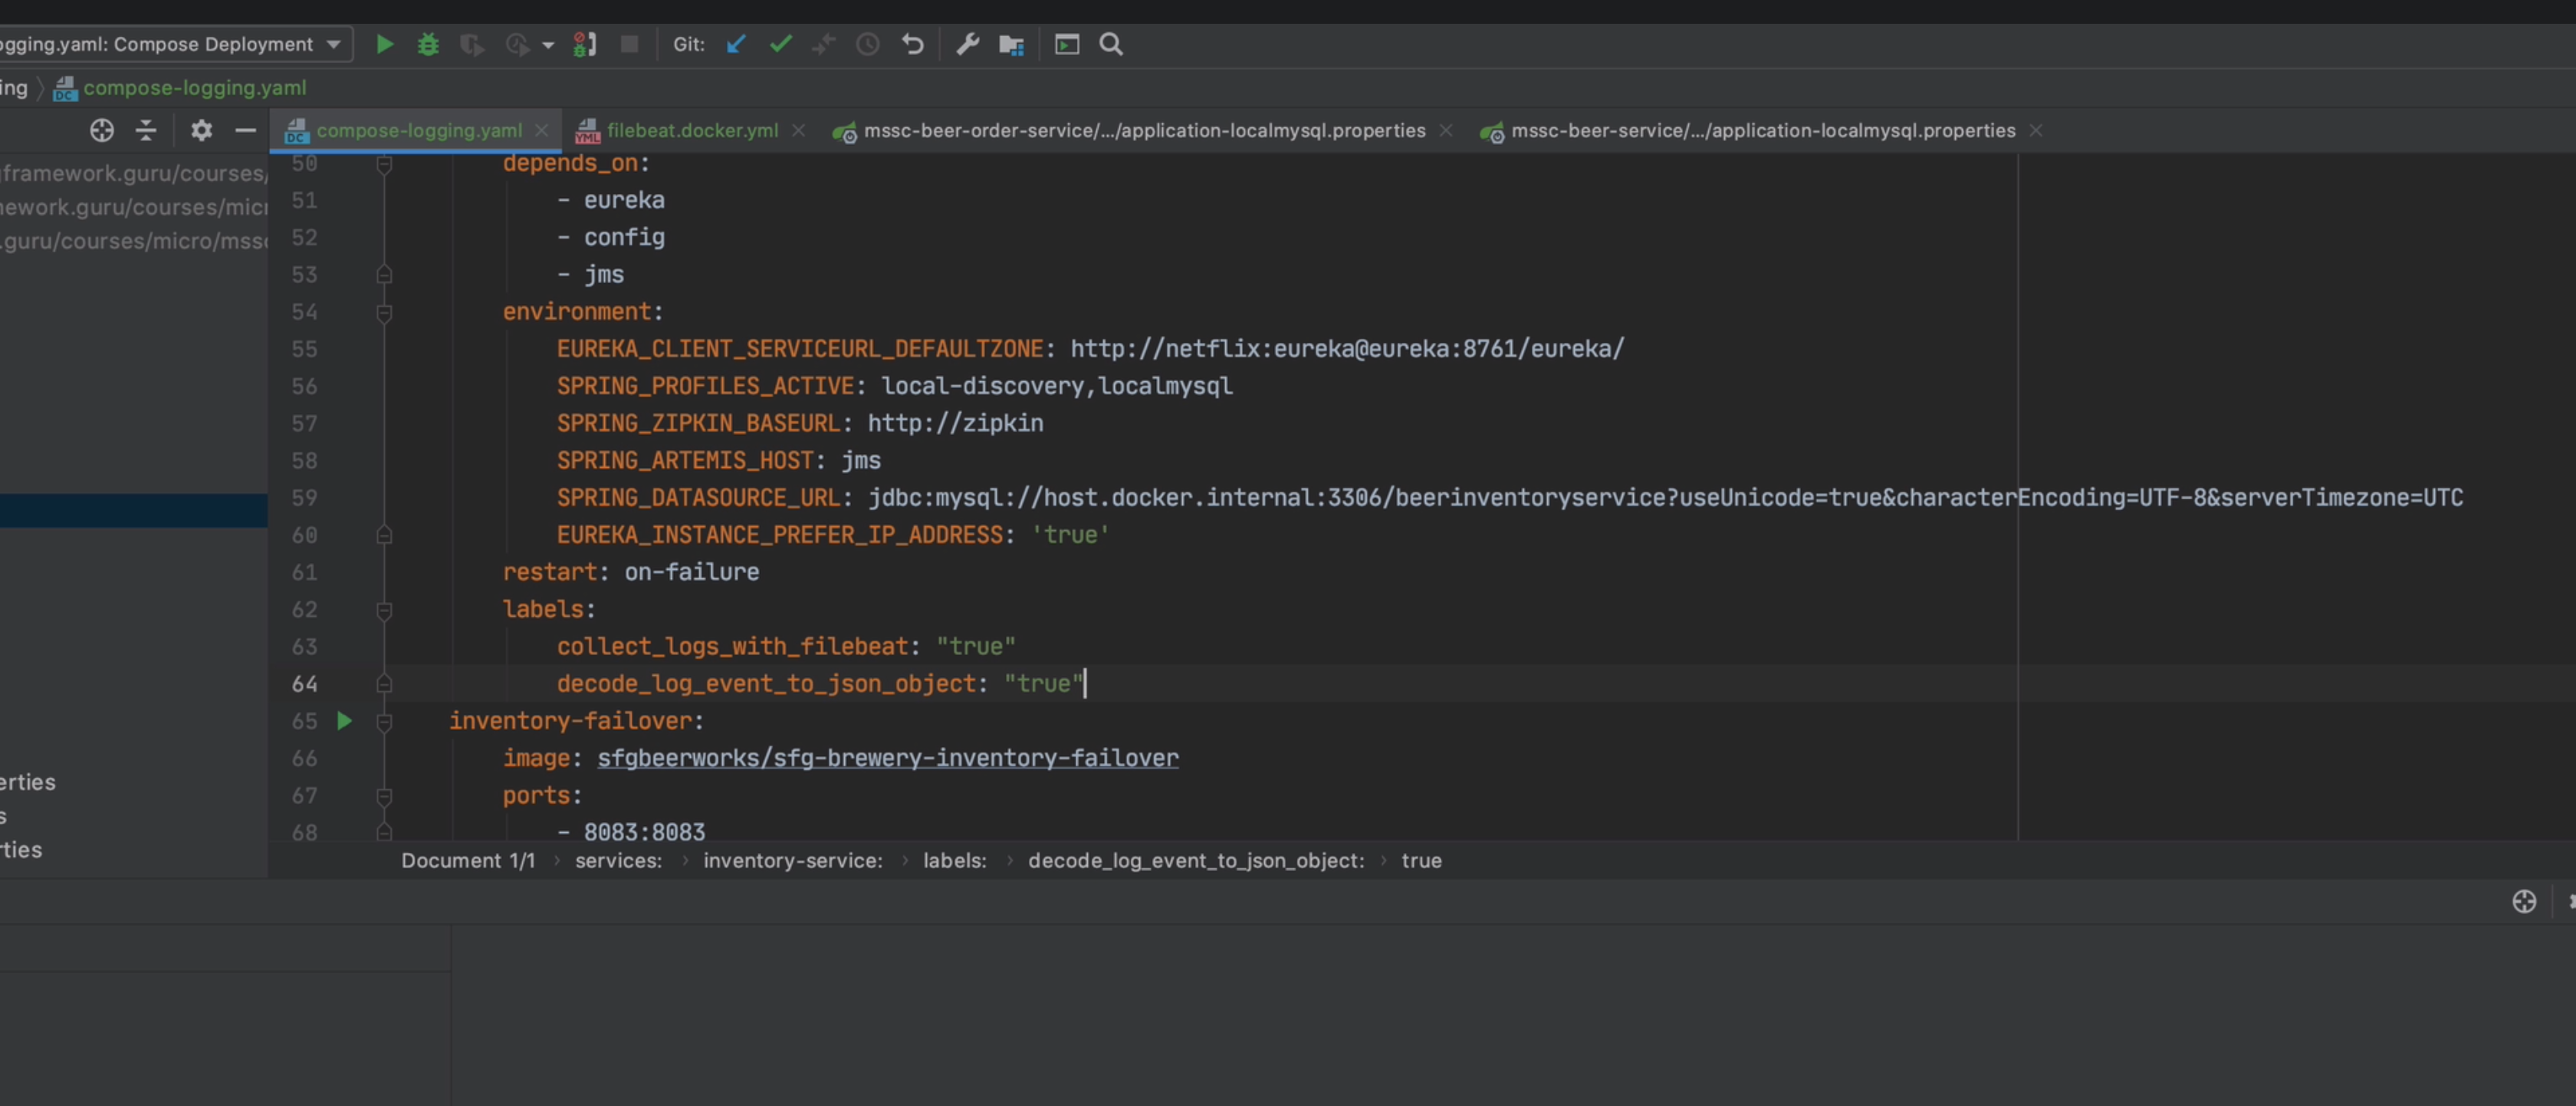 ogging.yaml: Compose Deployment Git:
ing compose-logging.yaml
DC
compose-logging.yaml filebeat.docker.yml mssc-beer-order-service/.../application-localmysql.properties mssc-beer-service/.../application-localmysql.properties
DC YML
framework.guru/courses/
ework.guru/courses/micr
.guru/courses/micro/mss
erties
s
rties
50 depends_on:
51 - eureka
52 - config
53 - jms
54 environment:
55 EUREKA_CLIENT_SERVICEURL_DEFAULTZONE: http://netflix:eureka@eureka:8761/eureka/
56 SPRING_PROFILES_ACTIVE: local-discovery,localmysql
57 SPRING_ZIPKIN_BASEURL: http://zipkin
58 SPRING_ARTEMIS_HOST: jms
59 SPRING_DATASOURCE_URL: jdbc:mysql://host.docker.internal:3306/beerinventoryservice?useUnicode=true&characterEncoding=UTF-8&serverTimezone=UTC
60 EUREKA_INSTANCE_PREFER_IP_ADDRESS: 'true'
61 restart: on-failure
62 labels:
63 collect_logs_with_filebeat: "true"
64 decode_log_event_to_json_object: "true"
65 inventory-failover:
66 image: sfgbeerworks/sfg-brewery-inventory-failover
67 ports:
68 - 8083:8083
Document 1/1 › services: › inventory-service: › labels: › decode_log_event_to_json_object: › true